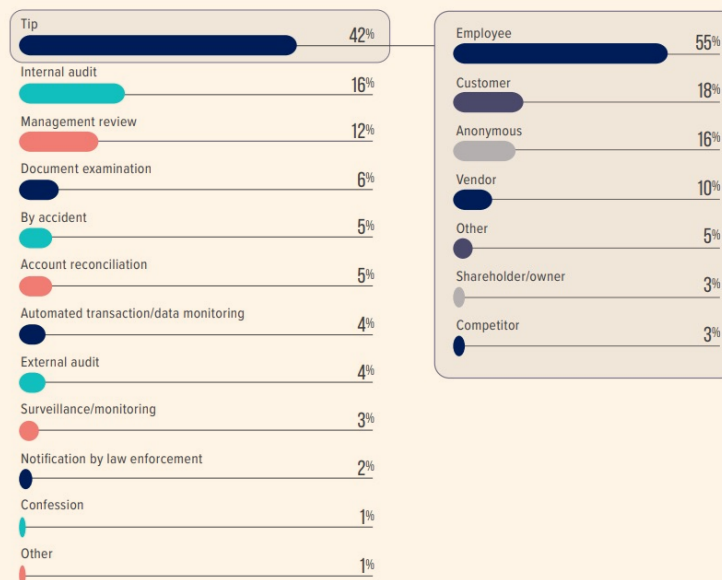 Tip
42%
Internal audit
16%
Management review
12%
Document examination
6%
By accident
5%
Account reconciliation
5%
Automated transaction/data monitoring
4%
External audit
4%
Surveillance/monitoring
3%
Notification by law enforcement
2%
Confession
1%
Other
1%
Employee
55%
Customer
18%
Anonymous
16%
Vendor
10%
Other
5%
Shareholder/owner
3%
Competitor
3%